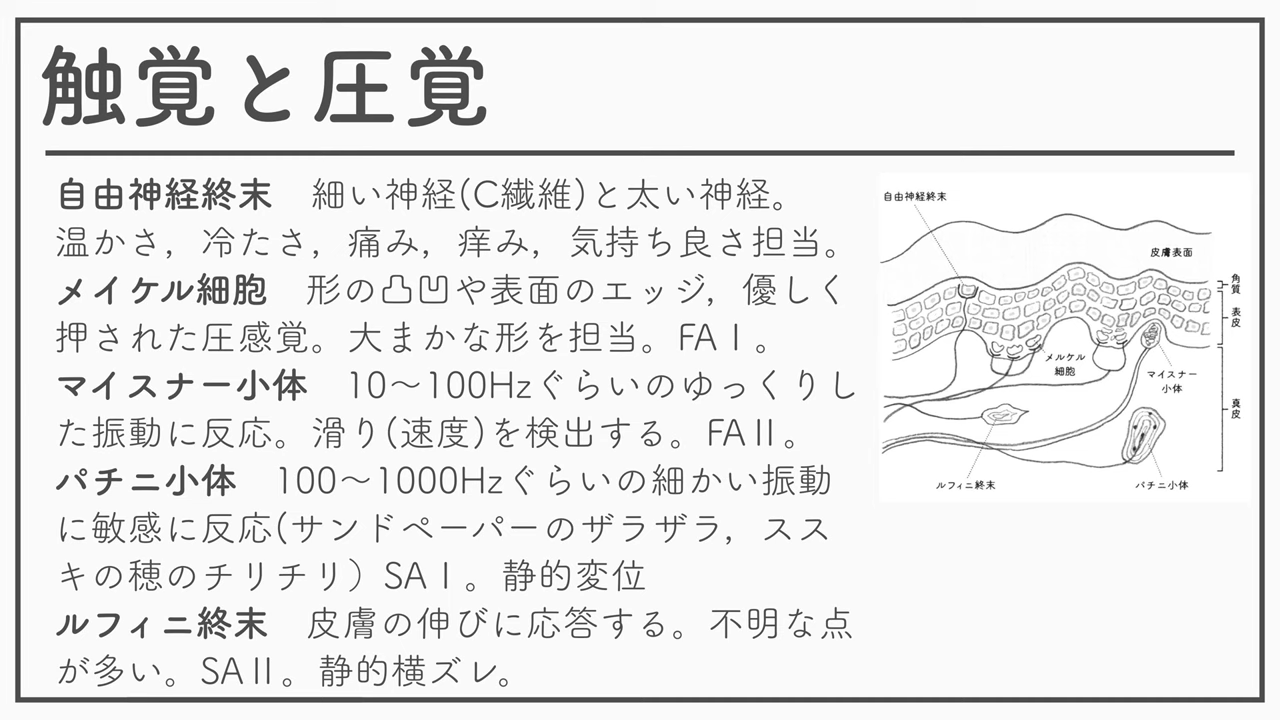 触覚と圧覚
自由神経終末　細い神経(C繊維)と太い神経。
温かさ，冷たさ，痛み，痒み，気持ち良さ担当。
メイケル細胞　形の凸凹や表面のエッジ，優しく
押された圧感覚。大まかな形を担当。FAⅠ。
マイスナー小体　10〜100Hzぐらいのゆっくりし
た振動に反応。滑り(速度)を検出する。FAⅡ。
パチニ小体　100〜1000Hzぐらいの細かい振動
に敏感に反応(サンドペーパーのザラザラ，スス
キの穂のチリチリ）SAⅠ。静的変位
ルフィニ終末　皮膚の伸びに応答する。不明な点
が多い。SAⅡ。静的横ズレ。
自由神経終末
皮膚表面
角質
表皮
メルケル
細胞
マイスナー
小体
真皮
ルフィニ終末
パチニ小体